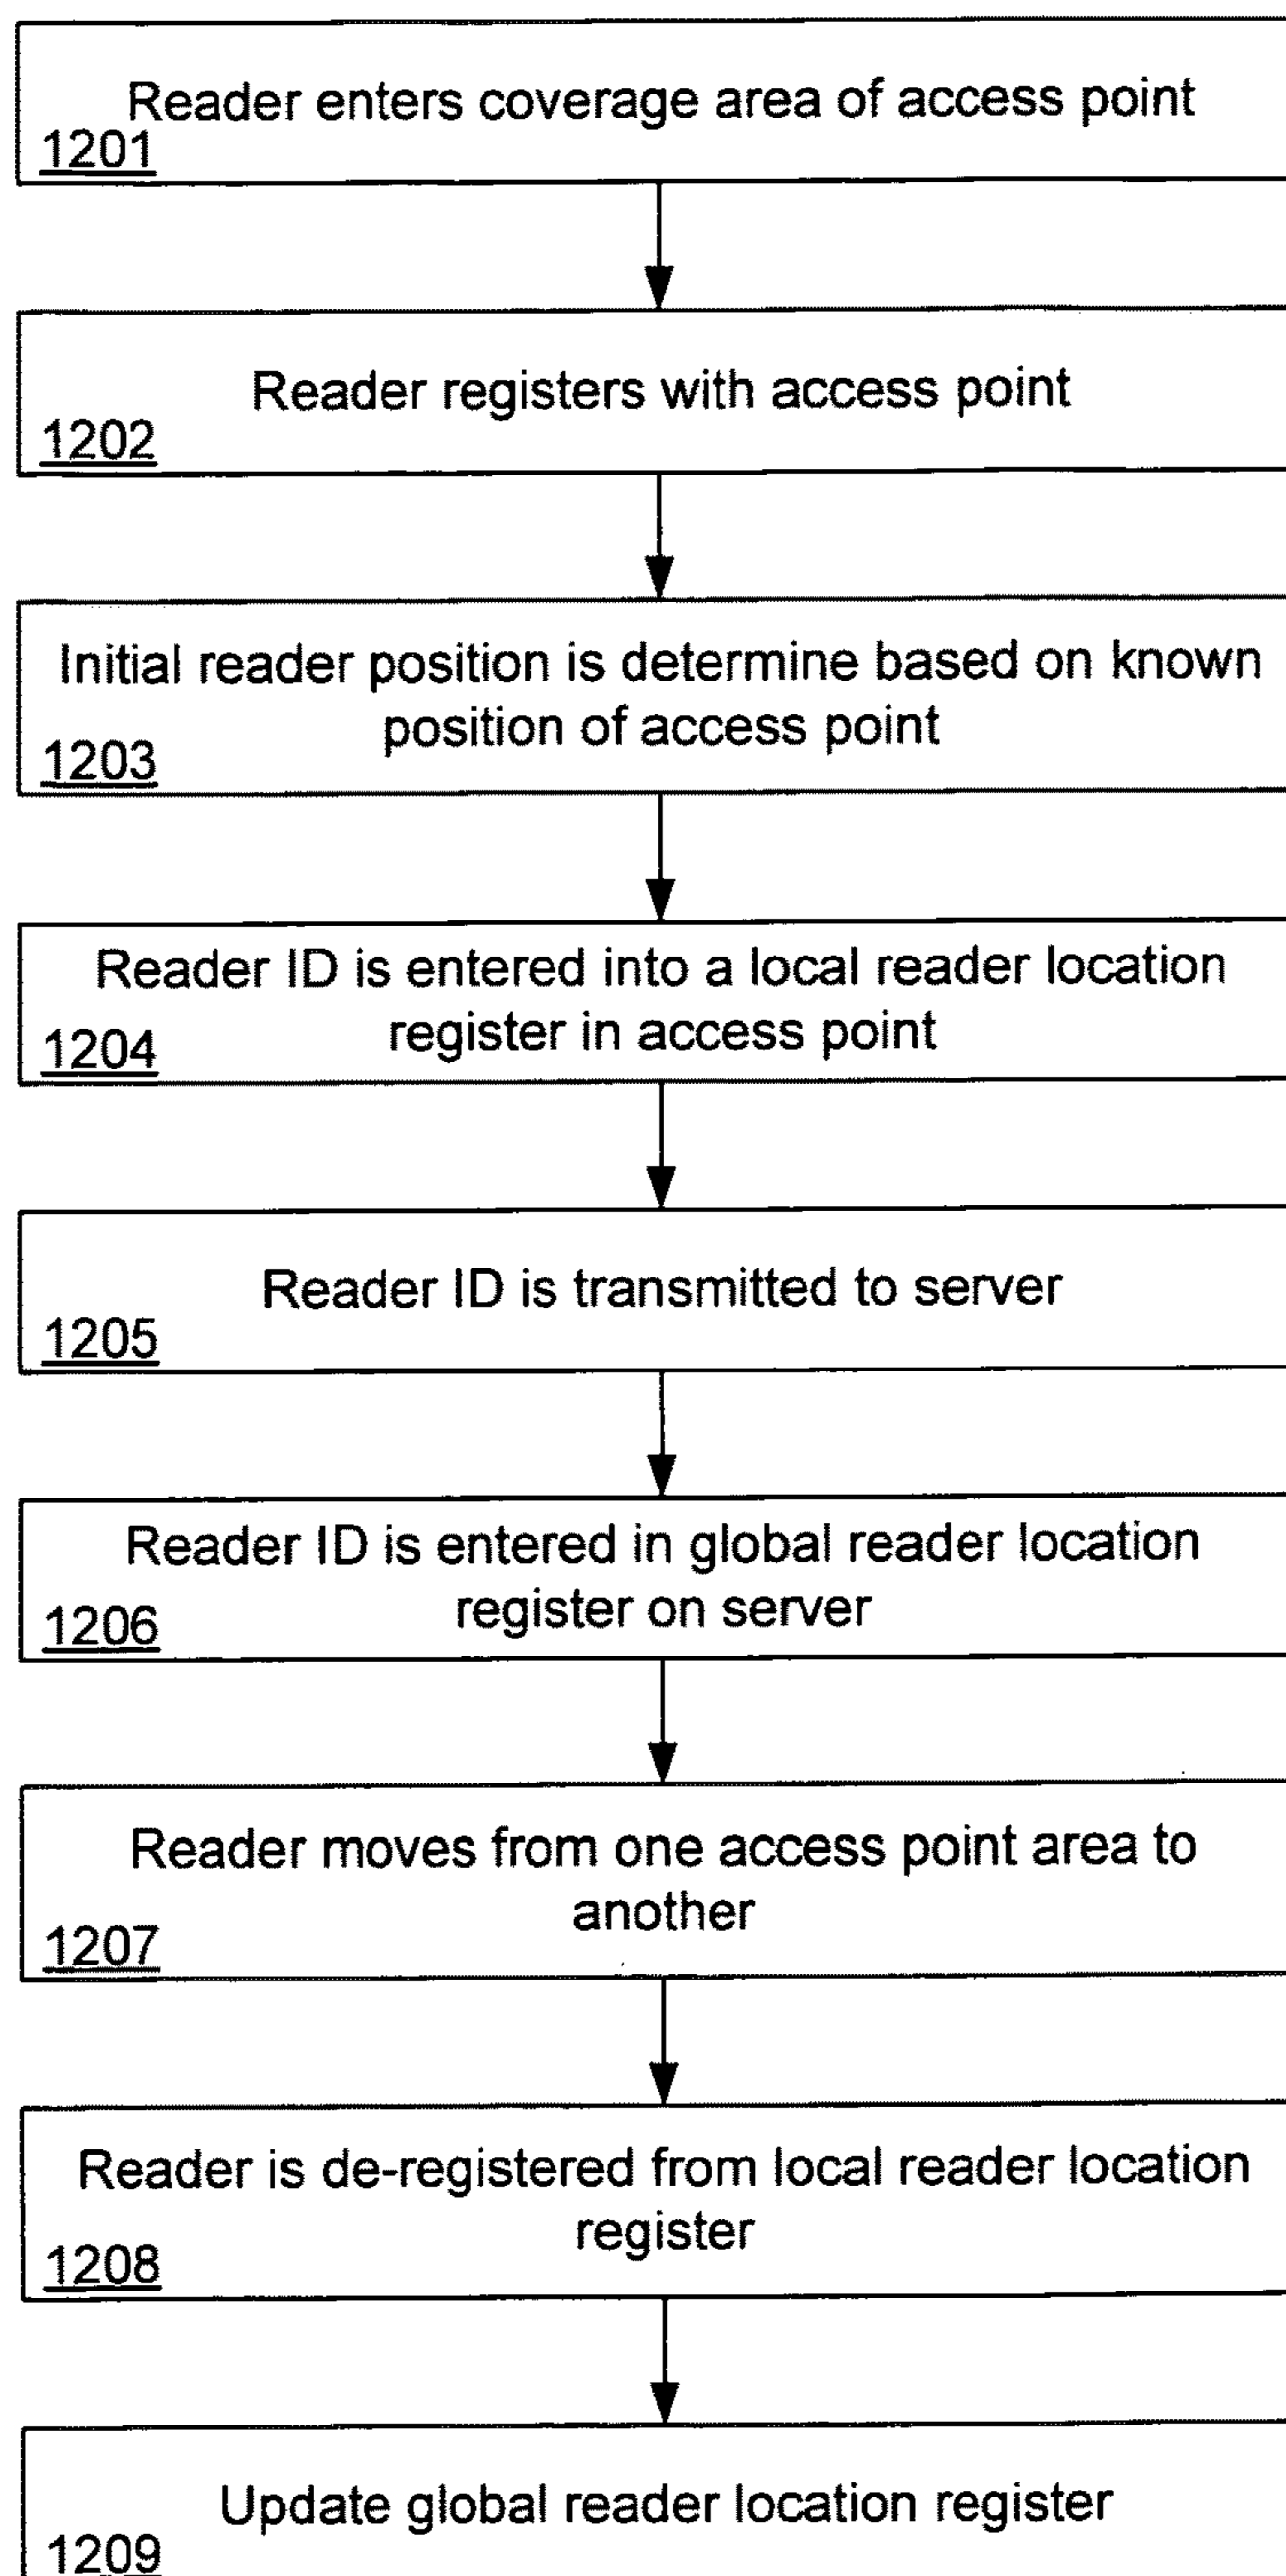 Reader enters coverage area of access point
1201
Reader registers with access point
1202
Initial reader position is determine based on known
position of access point
1203
Reader ID is entered into a local reader location
register in access point
1204
Reader ID is transmitted to server
1205
Reader ID is entered in global reader location
register on server
1206
Reader moves from one access point area to
another
1207
Reader is de-registered from local reader location
register
1208
Update global reader location register
1209